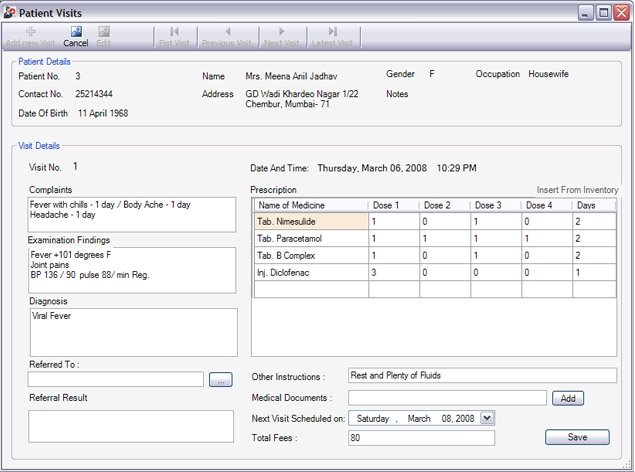 Patient Visits
Add new Visit Cancel Edit Fist Visit Previous Visit Next Visit Latest Visit
Patient Details
Patient No. 3 Name Mrs. Meena Anil Jadhav Gender F Occupation Housewife
Contact No. 25214344 Address GD Wadi Khardeo Nagar 1/22 Notes
Chembur, Mumbai- 71
Date Of Birth 11 April 1968
Visit Details
Visit No. 1 Date And Time: Thursday, March 06, 2008 10:29 PM
Complaints
Fever with chills - 1 day / Body Ache - 1 day
Headache - 1 day
Examination Findings
Fever +101 degrees F
Joint pains
BP 136 / 90 pulse 88/ min Reg.
Diagnosis
Viral Fever
Referred To :
...
Referral Result
Prescription Insert From Inventory
Name of Medicine Dose 1 Dose 2 Dose 3 Dose 4 Days
Tab. Nimesulide 1 0 1 0 2
Tab. Paracetamol 1 1 1 1 2
Tab. B Complex 1 0 1 0 2
Inj. Diclofenac 3 0 0 0 1
Other Instructions : Rest and Plenty of Fluids
Medical Documents : Add
Next Visit Scheduled on: Saturday , March 08, 2008
Total Fees : 80 Save